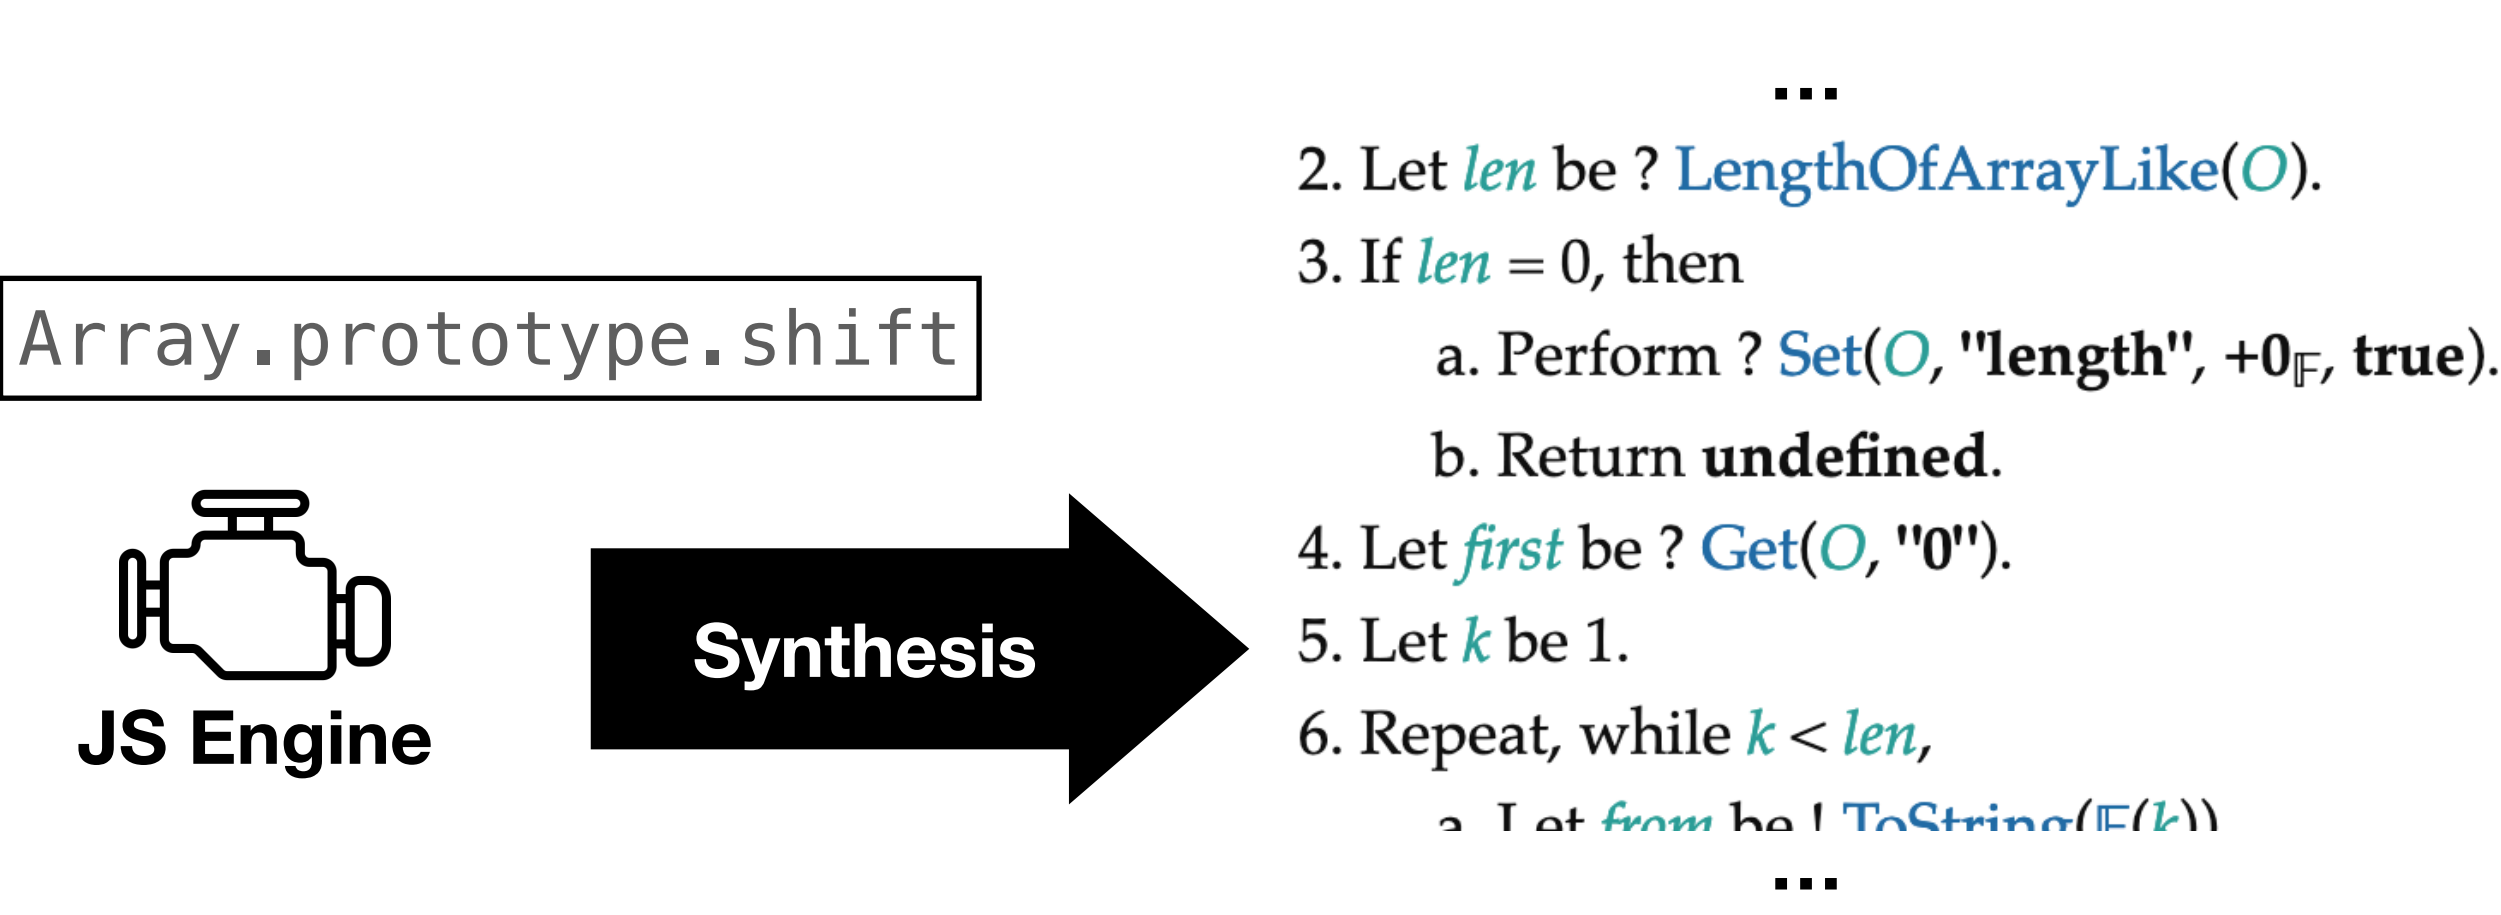 Array.prototype.shift
JS Engine
Synthesis
...
2. Let len be ? LengthOfArrayLike(O).
3. If len = 0, then
a. Perform ? Set(O, "length", +0𝔽, true).
b. Return undefined.
4. Let first be ? Get(O, "0").
5. Let k be 1.
6. Repeat, while k < len,
a. Let from be ! ToString(𝔽(k))
...